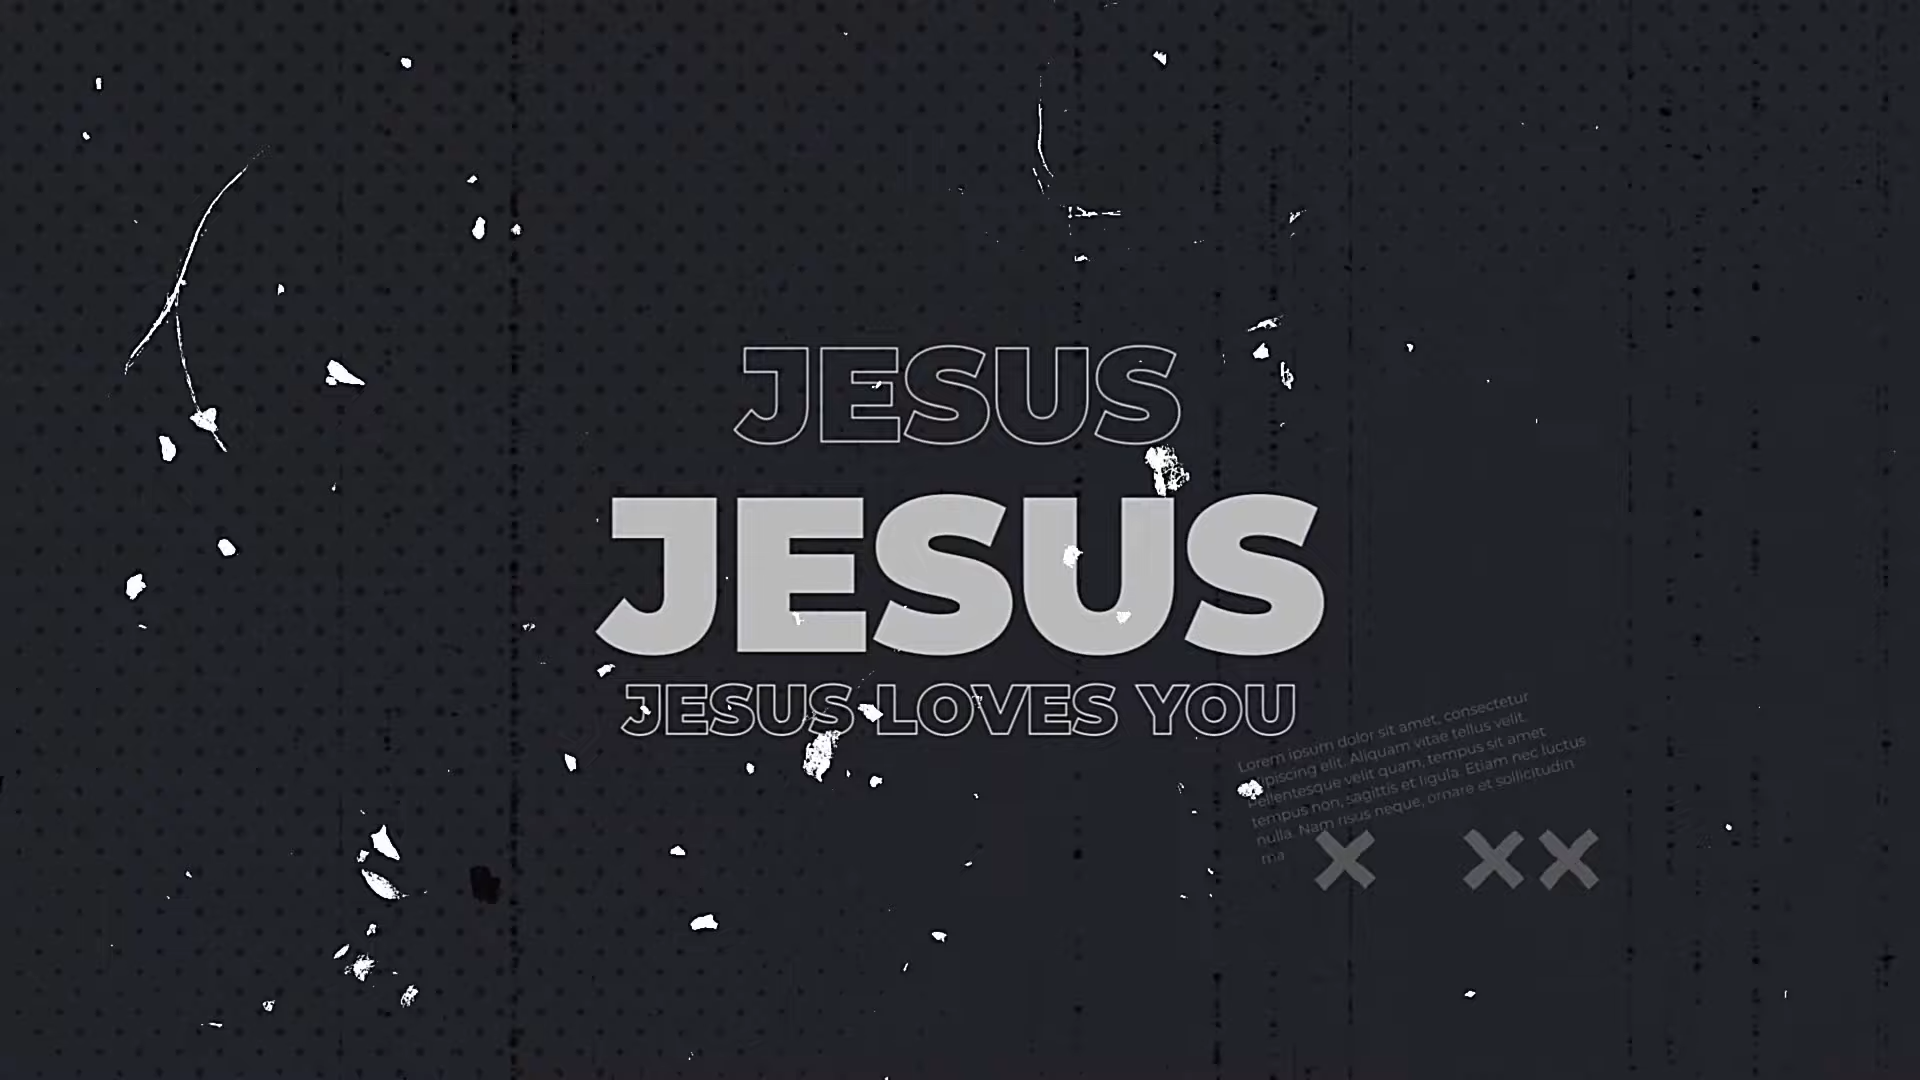 JESUS
JESUS
JESUS LOVES YOU
Lorem ipsum dolor sit amet, consectetur
adipiscing elit. Aliquam vitae tellus velit.
Pellentesque velit quam, tempus sit amet
tempus non, sagittis et ligula. Etiam nec luctus
nulla. Nam risus neque, ornare et sollicitudin
ma